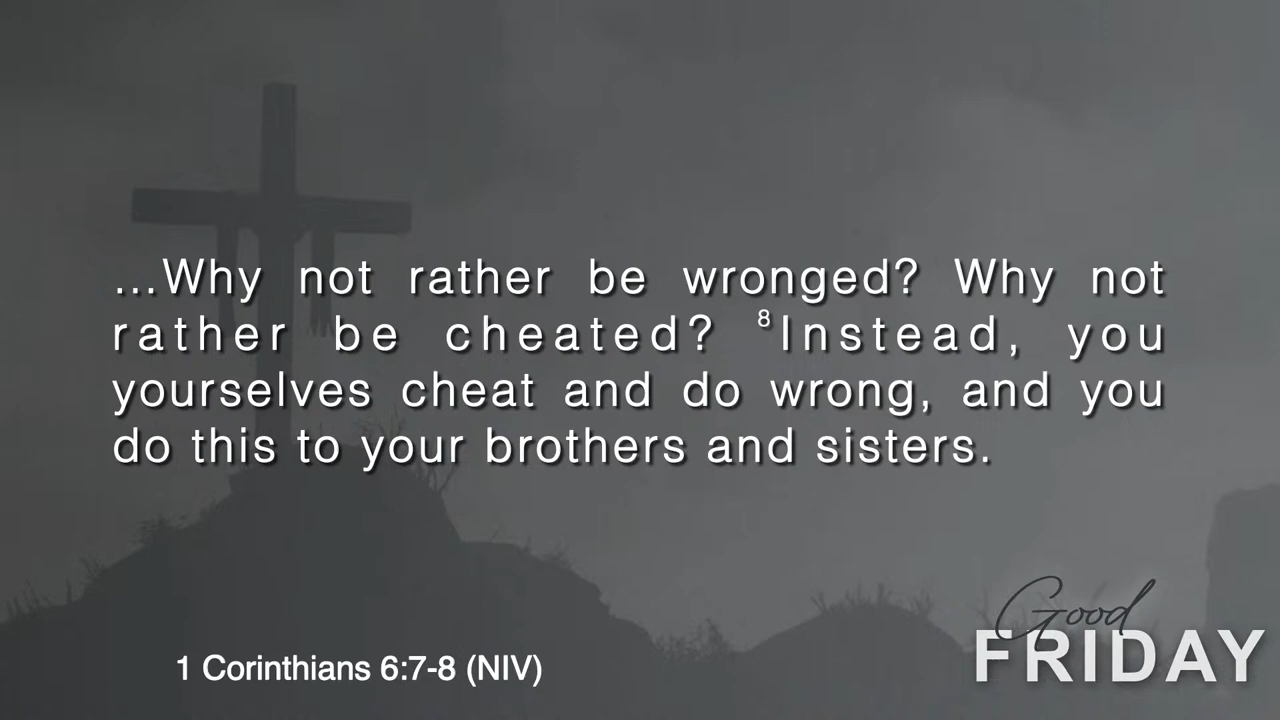 ...Why not rather be wronged? Why not
rather be cheated? ⁸Instead, you
yourselves cheat and do wrong, and you
do this to your brothers and sisters.
1 Corinthians 6:7-8 (NIV)
Good
FRIDAY